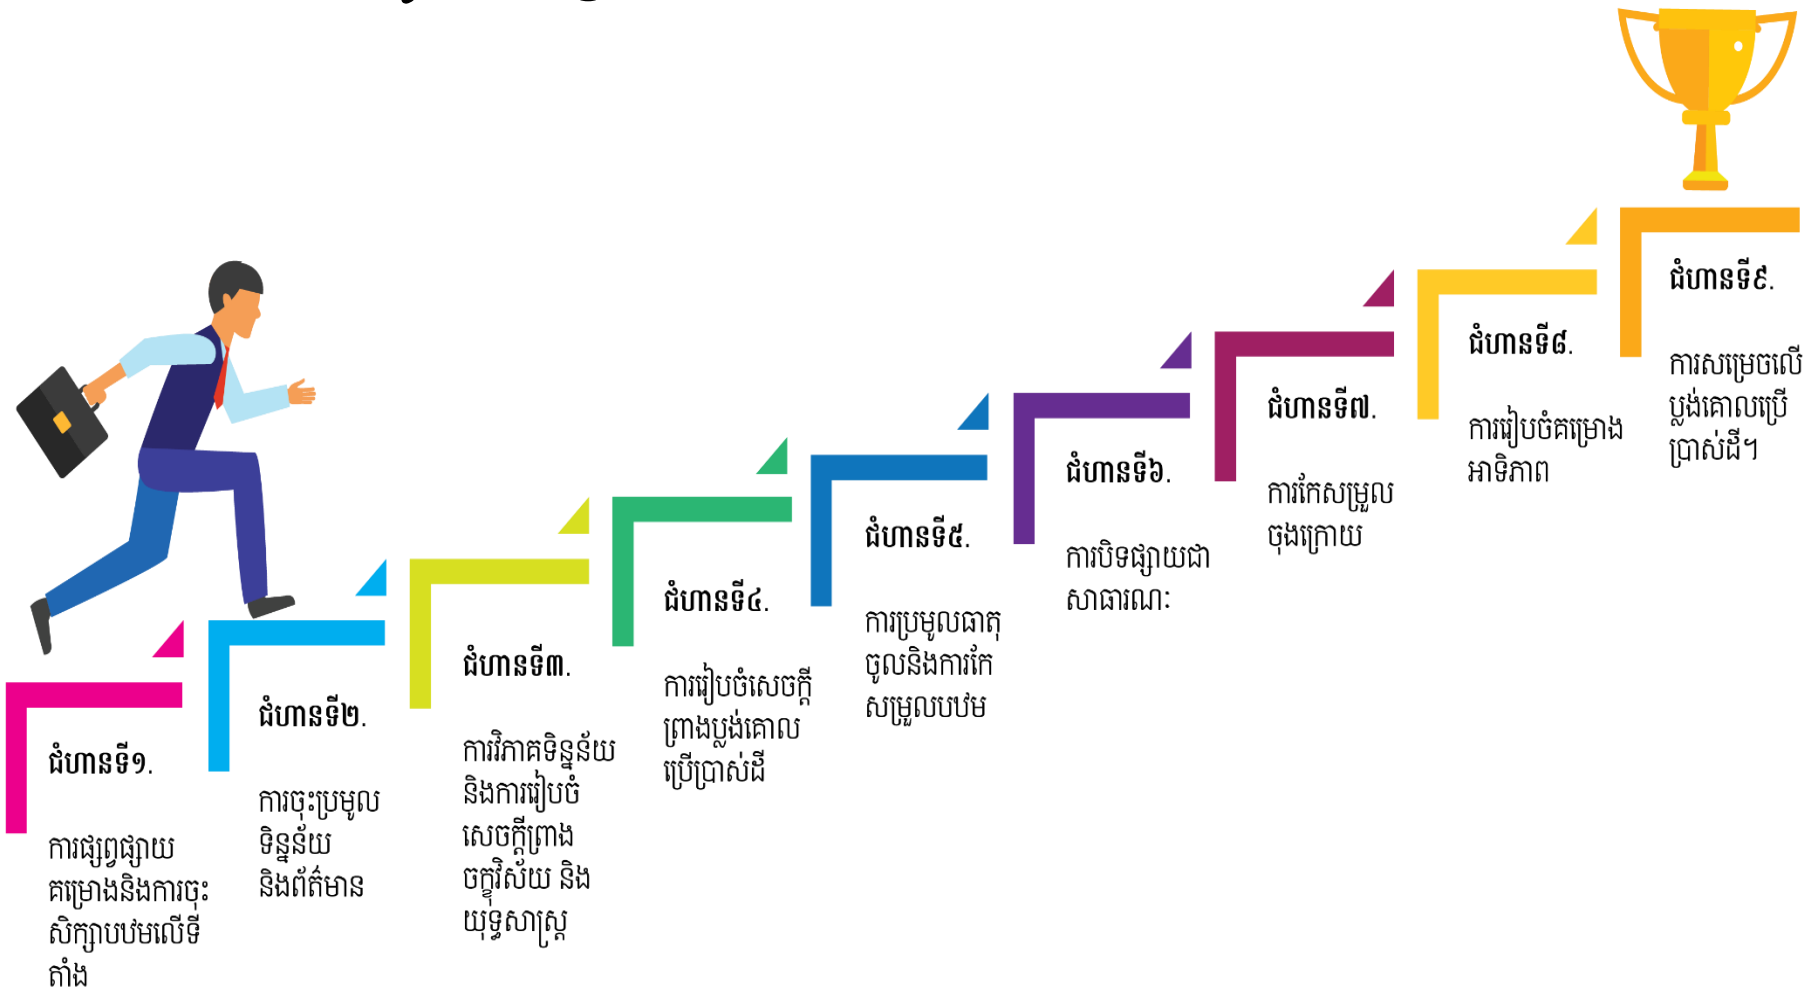 ជំហានទី១.
ការផ្សព្វផ្សាយ
គម្រោងនិងការចុះ
សិក្សាបឋមលើទី
តាំង
ជំហានទី២.
ការចុះប្រមូល
ទិន្នន័យ
និងព័ត៌មាន
ជំហានទី៣.
ការវិភាគទិន្នន័យ
និងការរៀបចំ
សេចក្តីព្រាង
ចក្ខុវិស័យ និង
យុទ្ធសាស្ត្រ
ជំហានទី៤.
ការរៀបចំសេចក្តី
ព្រាងប្លង់គោល
ប្រើប្រាស់ដី
ជំហានទី៥.
ការប្រមូលធាតុ
ចូលនិងការកែ
សម្រួលបឋម
ជំហានទី៦.
ការបិទផ្សាយជា
សាធារណៈ
ជំហានទី៧.
ការកែសម្រួល
ចុងក្រោយ
ជំហានទី៨.
ការរៀបចំគម្រោង
អាទិភាព
ជំហានទី៩.
ការសម្រេចលើ
ប្លង់គោលប្រើ
ប្រាស់ដី។